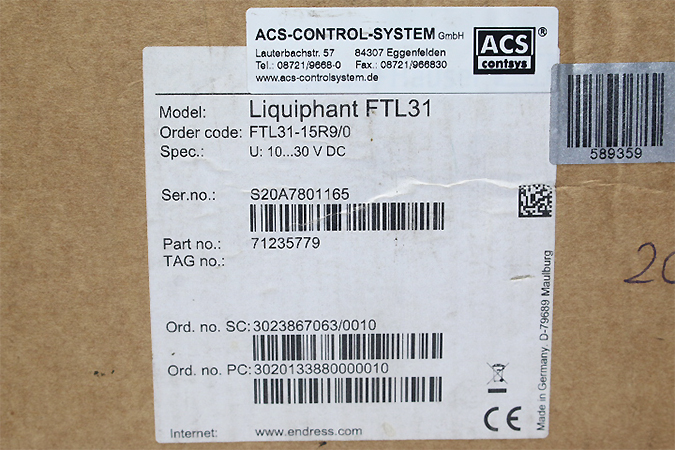 ACS-CONTROL-SYSTEM GmbH
Lauterbachstr. 57 84307 Eggenfelden
Tel.: 08721/9668-0 Fax.: 08721/966830
www.acs-controlsystem.de
ACS ®
contsys
Model: Liquiphant FTL31
Order code: FTL31-15R9/0
Spec.: U: 10...30 V DC
589359
Ser.no.: S20A7801165
Part no.: 71235779
TAG no.:
20
Ord. no. SC: 3023867063/0010
Ord. no. PC: 3020133880000010
Made in Germany, D-79689 Maulburg
CE
Internet: www.endress.com